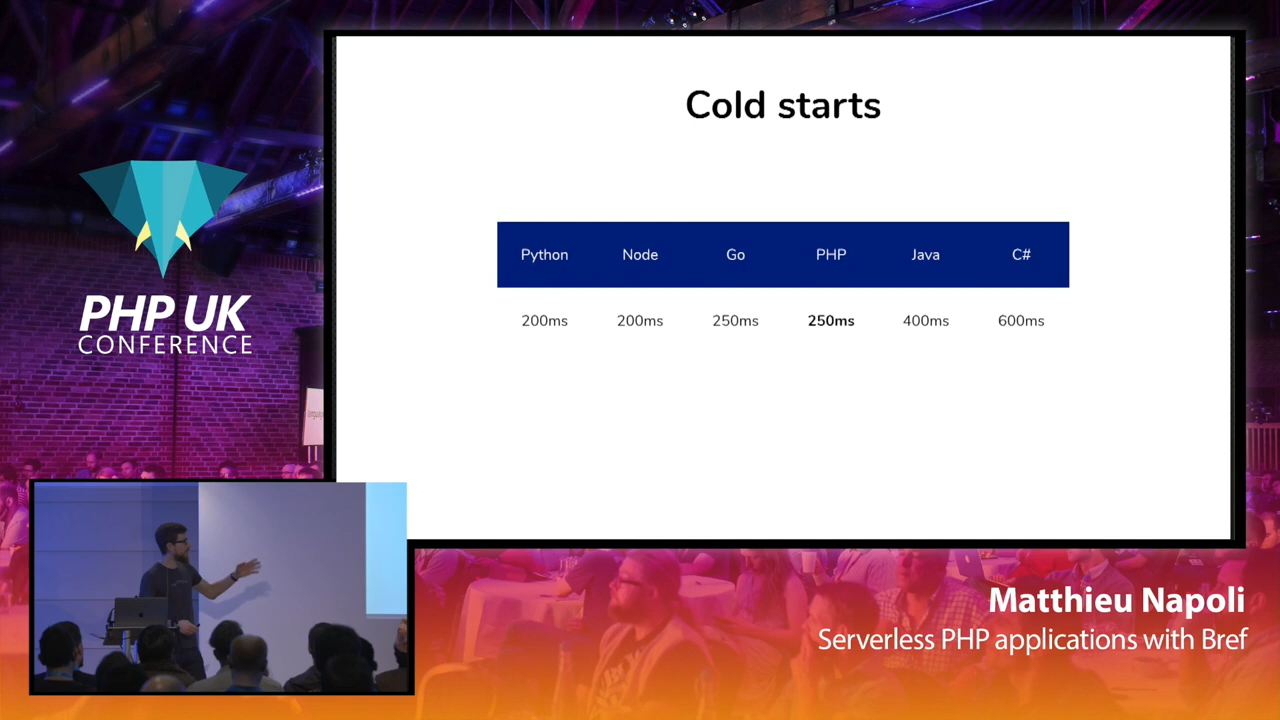 Cold starts
Python Node Go PHP Java C#
200ms 200ms 250ms 250ms 400ms 600ms
PHP UK
CONFERENCE
Matthieu Napoli
Serverless PHP applications with Bref